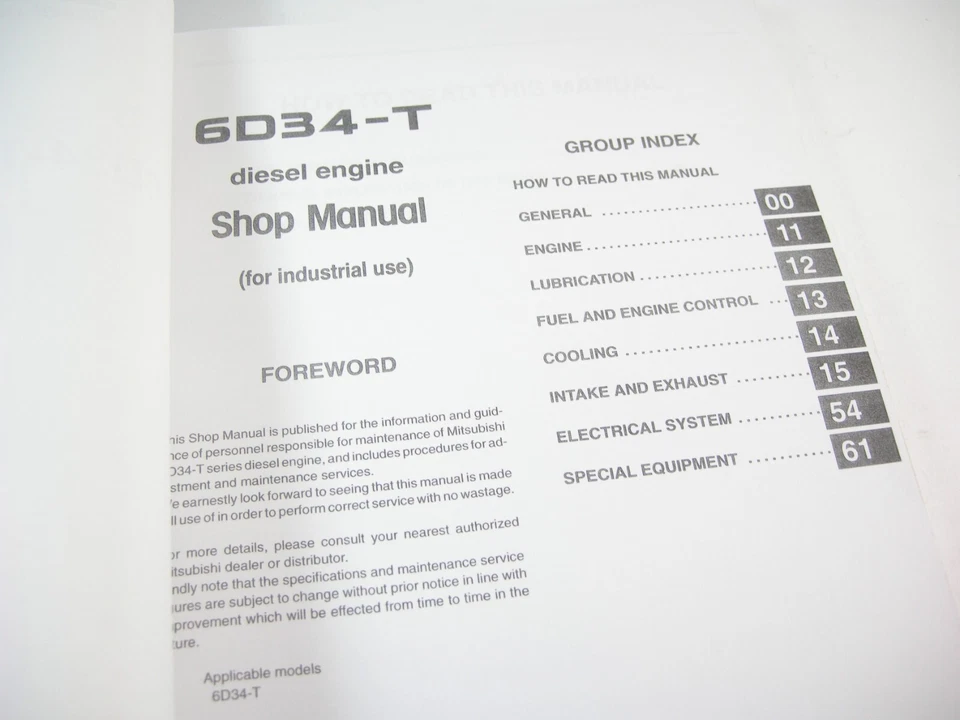 6D34-T
diesel engine
Shop Manual
(for industrial use)
FOREWORD
his Shop Manual is published for the information and guid-
nce of personnel responsible for maintenance of Mitsubishi
D34-T series diesel engine, and includes procedures for ad-
stment and maintenance services.
e earnestly look forward to seeing that this manual is made
ll use of in order to perform correct service with no wastage.
or more details, please consult your nearest authorized
itsubishi dealer or distributor.
ndly note that the specifications and maintenance service
ures are subject to change without prior notice in line with
provement which will be effected from time to time in the
ture.
Applicable models
6D34-T
GROUP INDEX
HOW TO READ THIS MANUAL
GENERAL .......................... 00
ENGINE .......................... 11
LUBRICATION ................... 12
FUEL AND ENGINE CONTROL ... 13
COOLING ........................ 14
INTAKE AND EXHAUST .......... 15
ELECTRICAL SYSTEM ........... 54
SPECIAL EQUIPMENT ........... 61